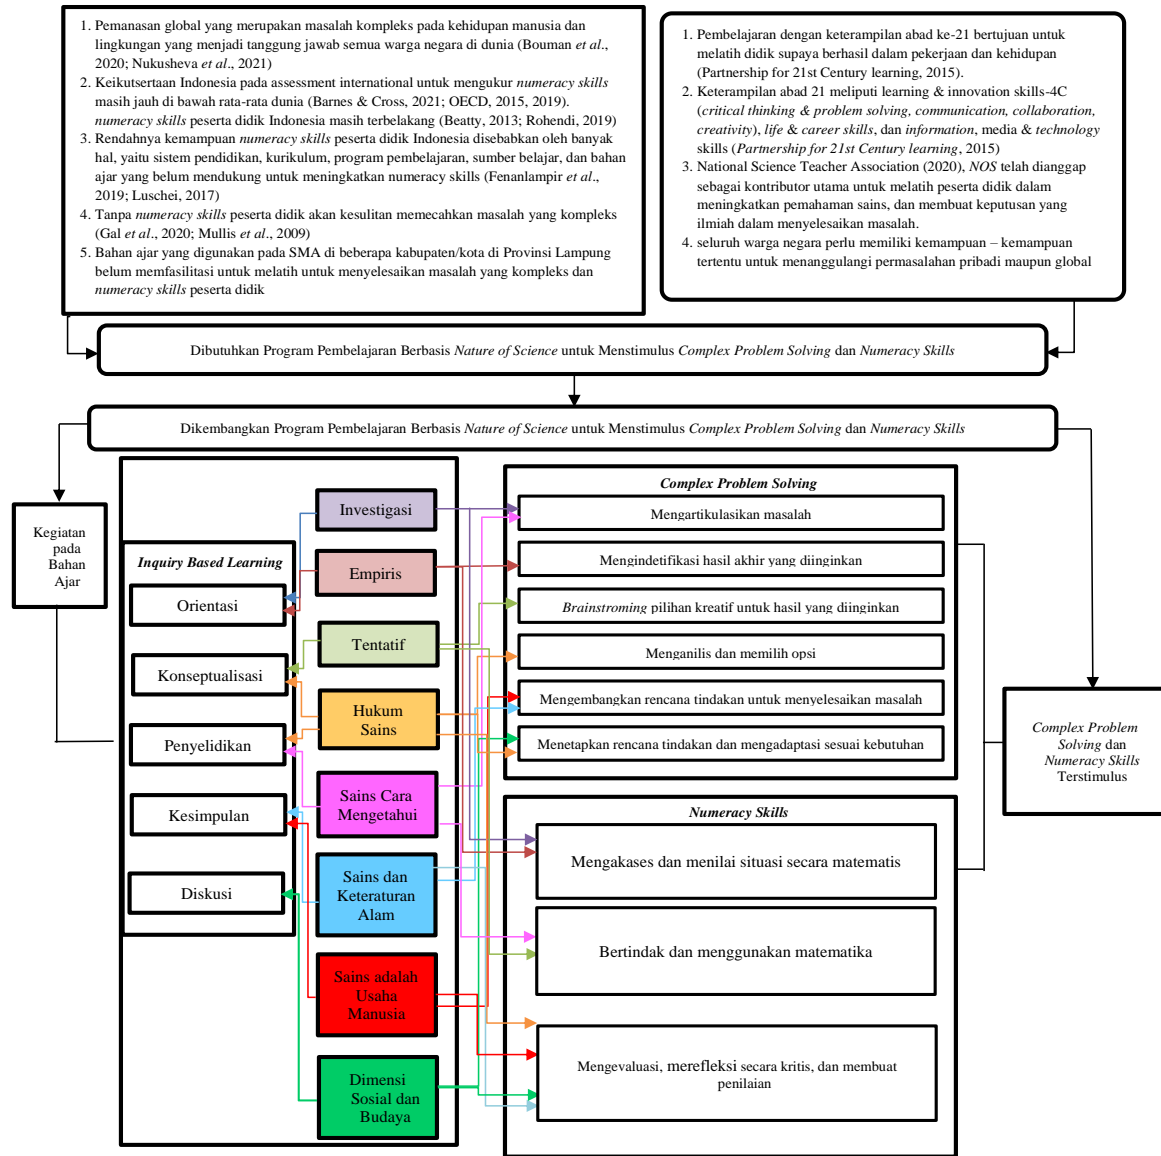 1. Pemanasan global yang merupakan masalah kompleks pada kehidupan manusia dan
lingkungan yang menjadi tanggung jawab semua warga negara di dunia (Bouman et al.,
2020; Nukusheva et al., 2021)
2. Keikutsertaan Indonesia pada assessment international untuk mengukur numeracy skills
masih jauh di bawah rata-rata dunia (Barnes & Cross, 2021; OECD, 2015, 2019).
numeracy skills peserta didik Indonesia masih terbelakang (Beatty, 2013; Rohendi, 2019)
3. Rendahnya kemampuan numeracy skills peserta didik Indonesia disebabkan oleh banyak
hal, yaitu sistem pendidikan, kurikulum, program pembelajaran, sumber belajar, dan bahan
ajar yang belum mendukung untuk meningkatkan numeracy skills (Fenanlampir et al.,
2019; Luschei, 2017)
4. Tanpa numeracy skills peserta didik akan kesulitan memecahkan masalah yang kompleks
(Gal et al., 2020; Mullis et al., 2009)
5. Bahan ajar yang digunakan pada SMA di beberapa kabupaten/kota di Provinsi Lampung
belum memfasilitasi untuk melatih untuk menyelesaikan masalah yang kompleks dan
numeracy skills peserta didik
1. Pembelajaran dengan keterampilan abad ke-21 bertujuan untuk
melatih didik supaya berhasil dalam pekerjaan dan kehidupan
(Partnership for 21st Century learning, 2015).
2. Keterampilan abad 21 meliputi learning & innovation skills-4C
(critical thinking & problem solving, communication, collaboration,
creativity), life & career skills, dan information, media & technology
skills (Partnership for 21st Century learning, 2015)
3. National Science Teacher Association (2020), NOS telah dianggap
sebagai kontributor utama untuk melatih peserta didik dalam
meningkatkan pemahaman sains, dan membuat keputusan yang
ilmiah dalam menyelesaikan masalah.
4. seluruh warga negara perlu memiliki kemampuan – kemampuan
tertentu untuk menanggulangi permasalahan pribadi maupun global
Dibutuhkan Program Pembelajaran Berbasis Nature of Science untuk Menstimulus Complex Problem Solving dan Numeracy Skills
Dikembangkan Program Pembelajaran Berbasis Nature of Science untuk Menstimulus Complex Problem Solving dan Numeracy Skills
Kegiatan
pada
Bahan
Ajar
Inquiry Based Learning
Orientasi
Konseptualisasi
Penyelidikan
Kesimpulan
Diskusi
Investigasi
Empiris
Tentatif
Hukum
Sains
Sains Cara
Mengetahui
Sains dan
Keteraturan
Alam
Sains adalah
Usaha
Manusia
Dimensi
Sosial dan
Budaya
Complex Problem Solving
Mengartikulasikan masalah
Mengindetifikasi hasil akhir yang diinginkan
Brainstroming pilihan kreatif untuk hasil yang diinginkan
Menganilis dan memilih opsi
Mengembangkan rencana tindakan untuk menyelesaikan masalah
Menetapkan rencana tindakan dan mengadaptasi sesuai kebutuhan
Numeracy Skills
Mengakases dan menilai situasi secara matematis
Bertindak dan menggunakan matematika
Mengevaluasi, merefleksi secara kritis, dan membuat
penilaian
Complex Problem
Solving dan
Numeracy Skills
Terstimulus